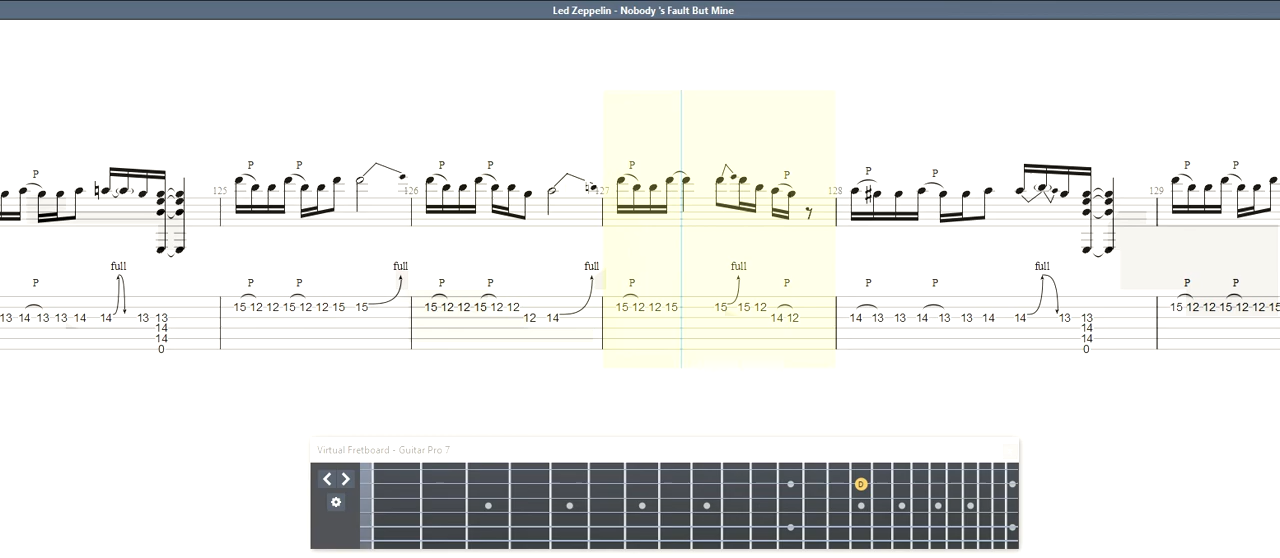 Led Zeppelin - Nobody 's Fault But Mine
P P P P P P P P P P
125 126 127 128 129
full full full full full
P P P P P P P P P P
15 12 12 15 12 15 15 15 12 12 15 12 12 15 12 12 15 15 15 12 15 12 12 15 12 15
13 14 13 13 14 14 13 13 12 14 14 12 14 13 13 14 13 13 14 14 13 13
14 14
14 14
0 0
Virtual Fretboard - Guitar Pro 7
D